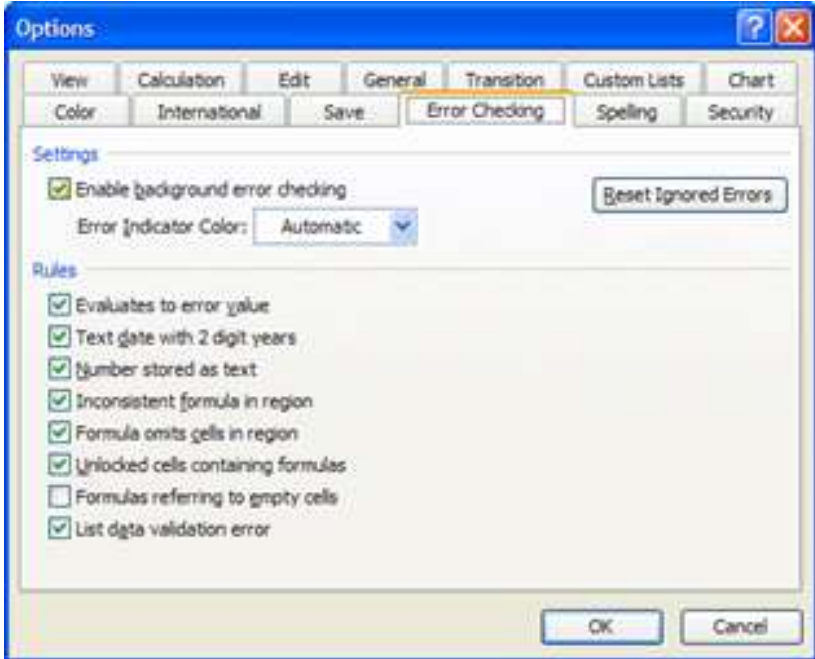 Options
View Calculation Edit General Transition Custom Lists Chart
Color International Save Error Checking Spelling Security
Settings
Enable background error checking
Reset Ignored Errors
Error Indicator Color: Automatic
Rules
Evaluates to error value
Text date with 2 digit years
Number stored as text
Inconsistent formula in region
Formula omits cells in region
Unlocked cells containing formulas
Formulas referring to empty cells
List data validation error
OK Cancel